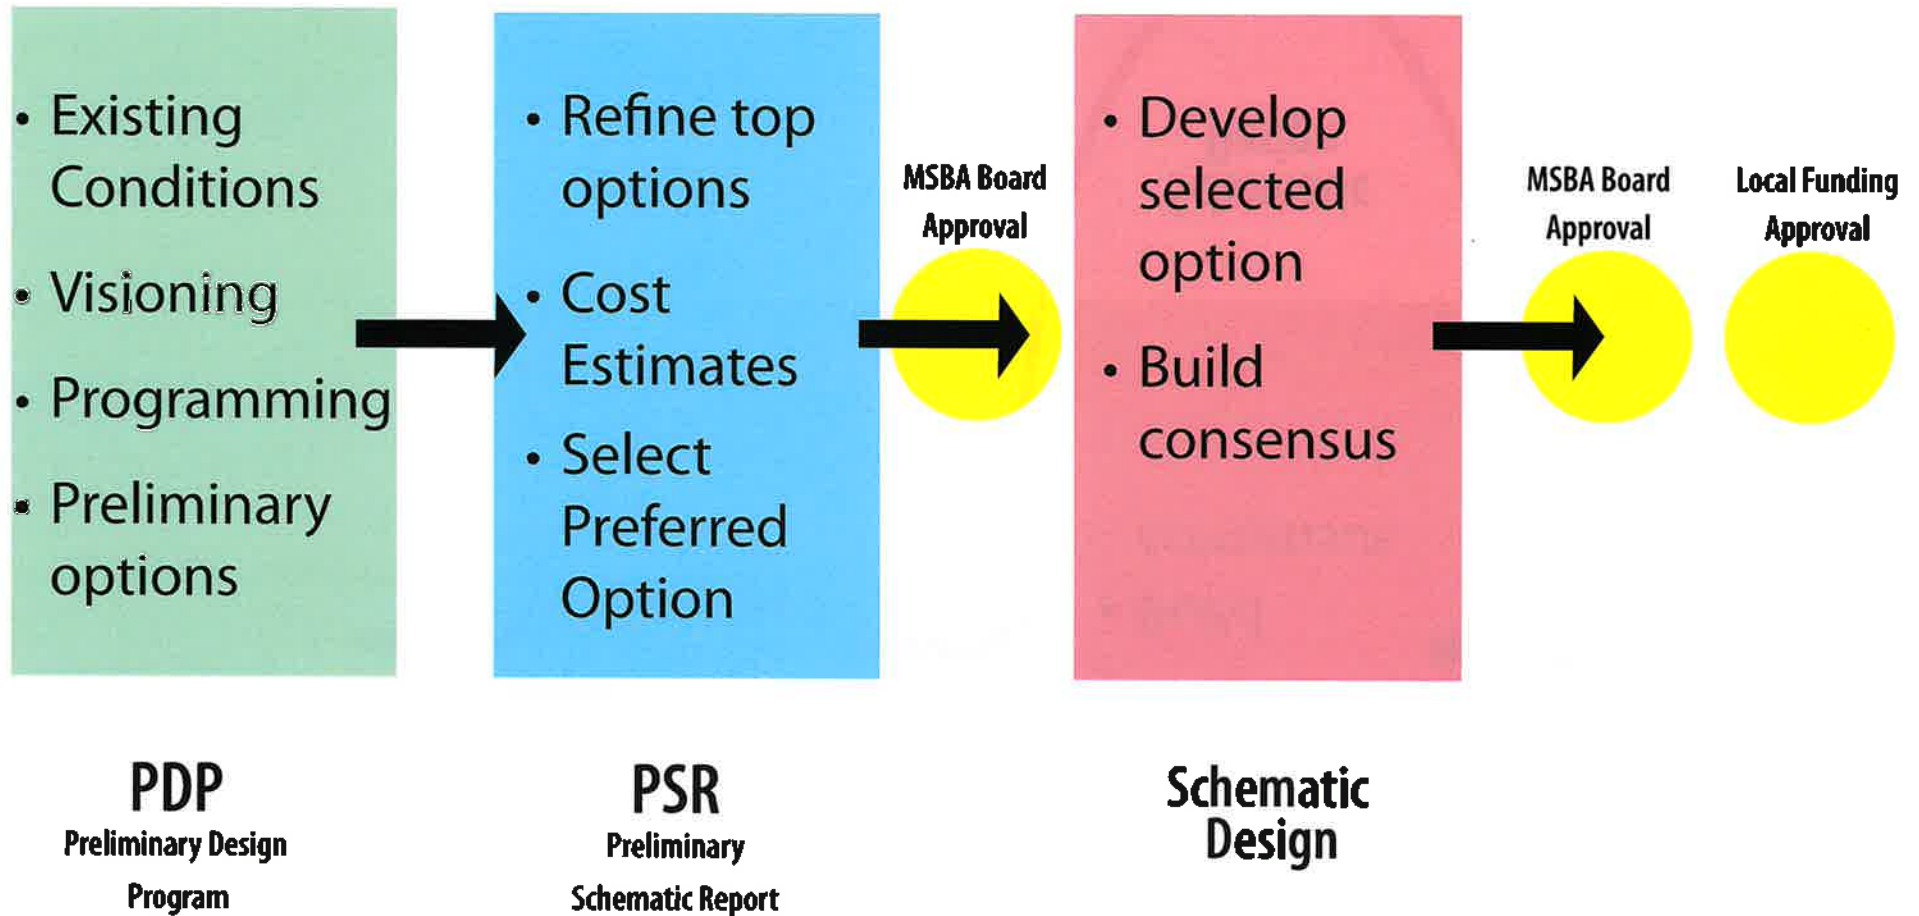 • Existing
Conditions
• Visioning
• Programming
• Preliminary
options
• Refine top
options
• Cost
Estimates
• Select
Preferred
Option
MSBA Board
Approval
• Develop
selected
option
• Build
consensus
MSBA Board
Approval
Local Funding
Approval
PDP
Preliminary Design
Program
PSR
Preliminary
Schematic Report
Schematic
Design